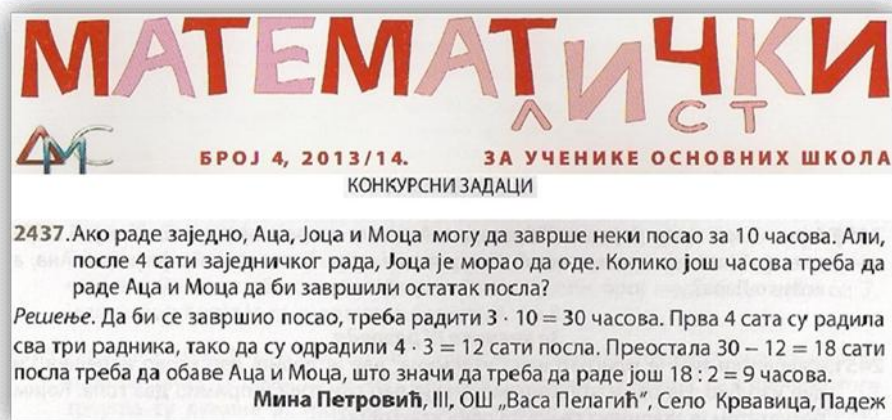 МАТЕМАТИЧКИ
ЛИСТ
ДМС
БРОЈ 4, 2013/14.
ЗА УЧЕНИКЕ ОСНОВНИХ ШКОЛА
КОНКУРСНИ ЗАДАЦИ
2437. Ако раде заједно, Аца, Јоца и Моца могу да заврше неки посао за 10 часова. Али,
после 4 сати заједничког рада, Јоца је морао да оде. Колико још часова треба да
раде Аца и Моца да би завршили остатак посла?
Решење. Да би се завршио посао, треба радити 3 · 10 = 30 часова. Прва 4 сата су радила
сва три радника, тако да су одрадили 4 · 3 = 12 сати посла. Преостала 30 − 12 = 18 сати
посла треба да обаве Аца и Моца, што значи да треба да раде још 18 : 2 = 9 часова.
Мина Петровић, III, ОШ „Васа Пелагић", Село Крвавица, Падеж